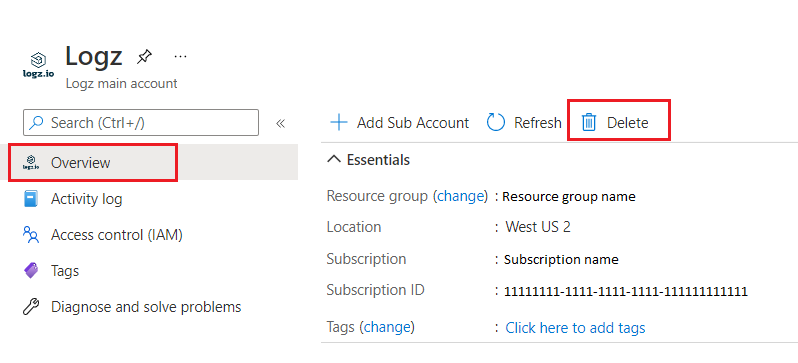 Logz ...
logz.io
Logz main account
Search (Ctrl+/) «
Add Sub Account Refresh Delete
logz.io Overview
Essentials
Activity log
Resource group (change) : Resource group name
Access control (IAM)
Location : West US 2
Tags
Subscription : Subscription name
Subscription ID : 11111111-1111-1111-1111-111111111111
Diagnose and solve problems
Tags (change) : Click here to add tags